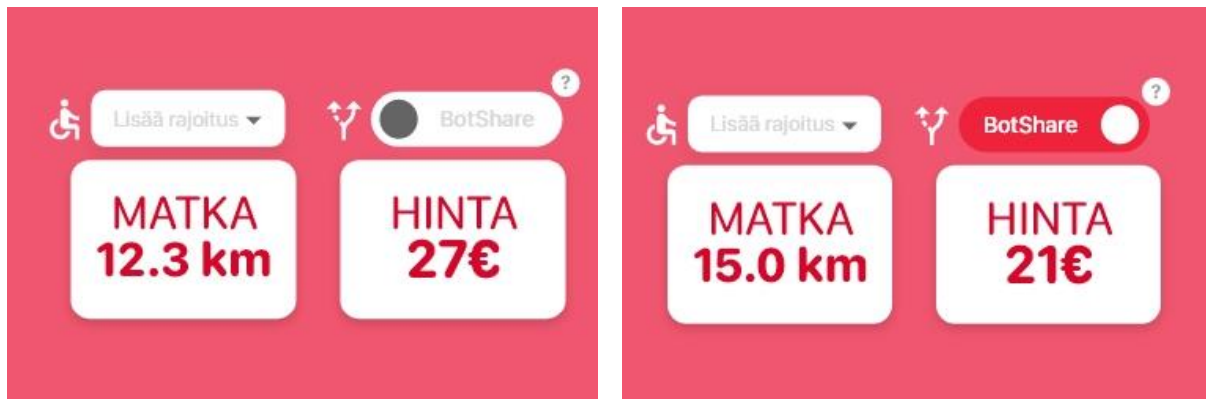 ?
Lisää rajoitus
BotShare
MATKA
12.3 km
HINTA
27€
?
Lisää rajoitus
BotShare
MATKA
15.0 km
HINTA
21€